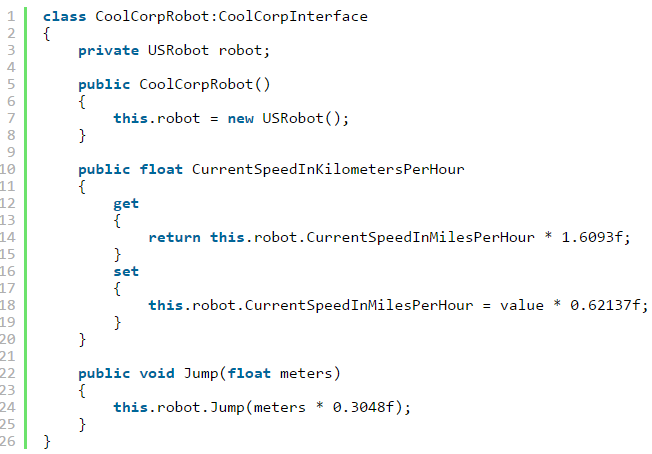 1 class CoolCorpRobot:CoolCorpInterface
2 {
3     private USRobot robot;
4
5     public CoolCorpRobot()
6     {
7         this.robot = new USRobot();
8     }
9
10     public float CurrentSpeedInKilometersPerHour
11     {
12         get
13         {
14             return this.robot.CurrentSpeedInMilesPerHour * 1.6093f;
15         }
16         set
17         {
18             this.robot.CurrentSpeedInMilesPerHour = value * 0.62137f;
19         }
20     }
21
22     public void Jump(float meters)
23     {
24         this.robot.Jump(meters * 0.3048f);
25     }
26 }